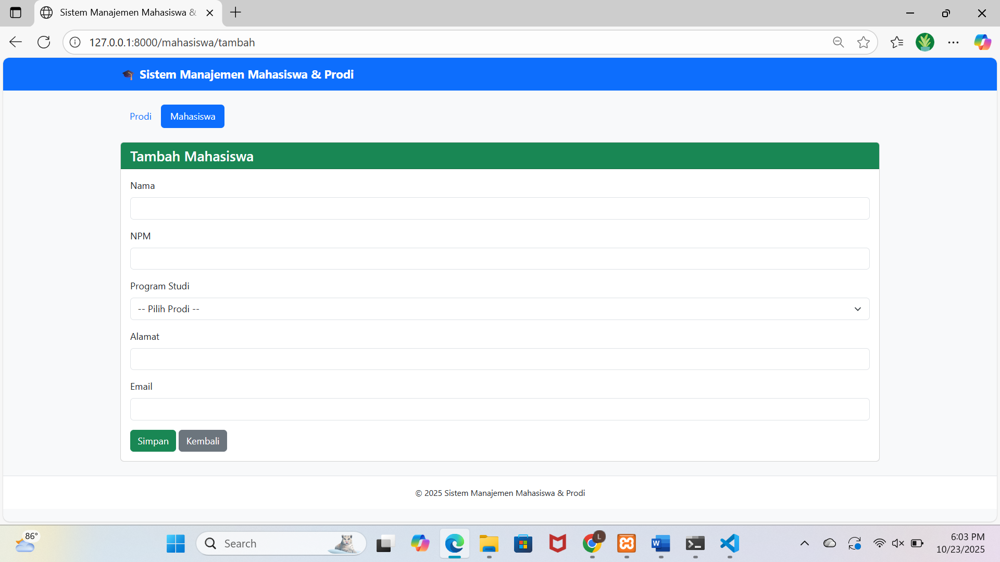 Sistem Manajemen Mahasiswa &
127.0.0.1:8000/mahasiswa/tambah
Sistem Manajemen Mahasiswa & Prodi
Prodi Mahasiswa
Tambah Mahasiswa
Nama
NPM
Program Studi
-- Pilih Prodi --
Alamat
Email
Simpan Kembali
© 2025 Sistem Manajemen Mahasiswa & Prodi
86°
Search
L
W
6:03 PM
10/23/2025